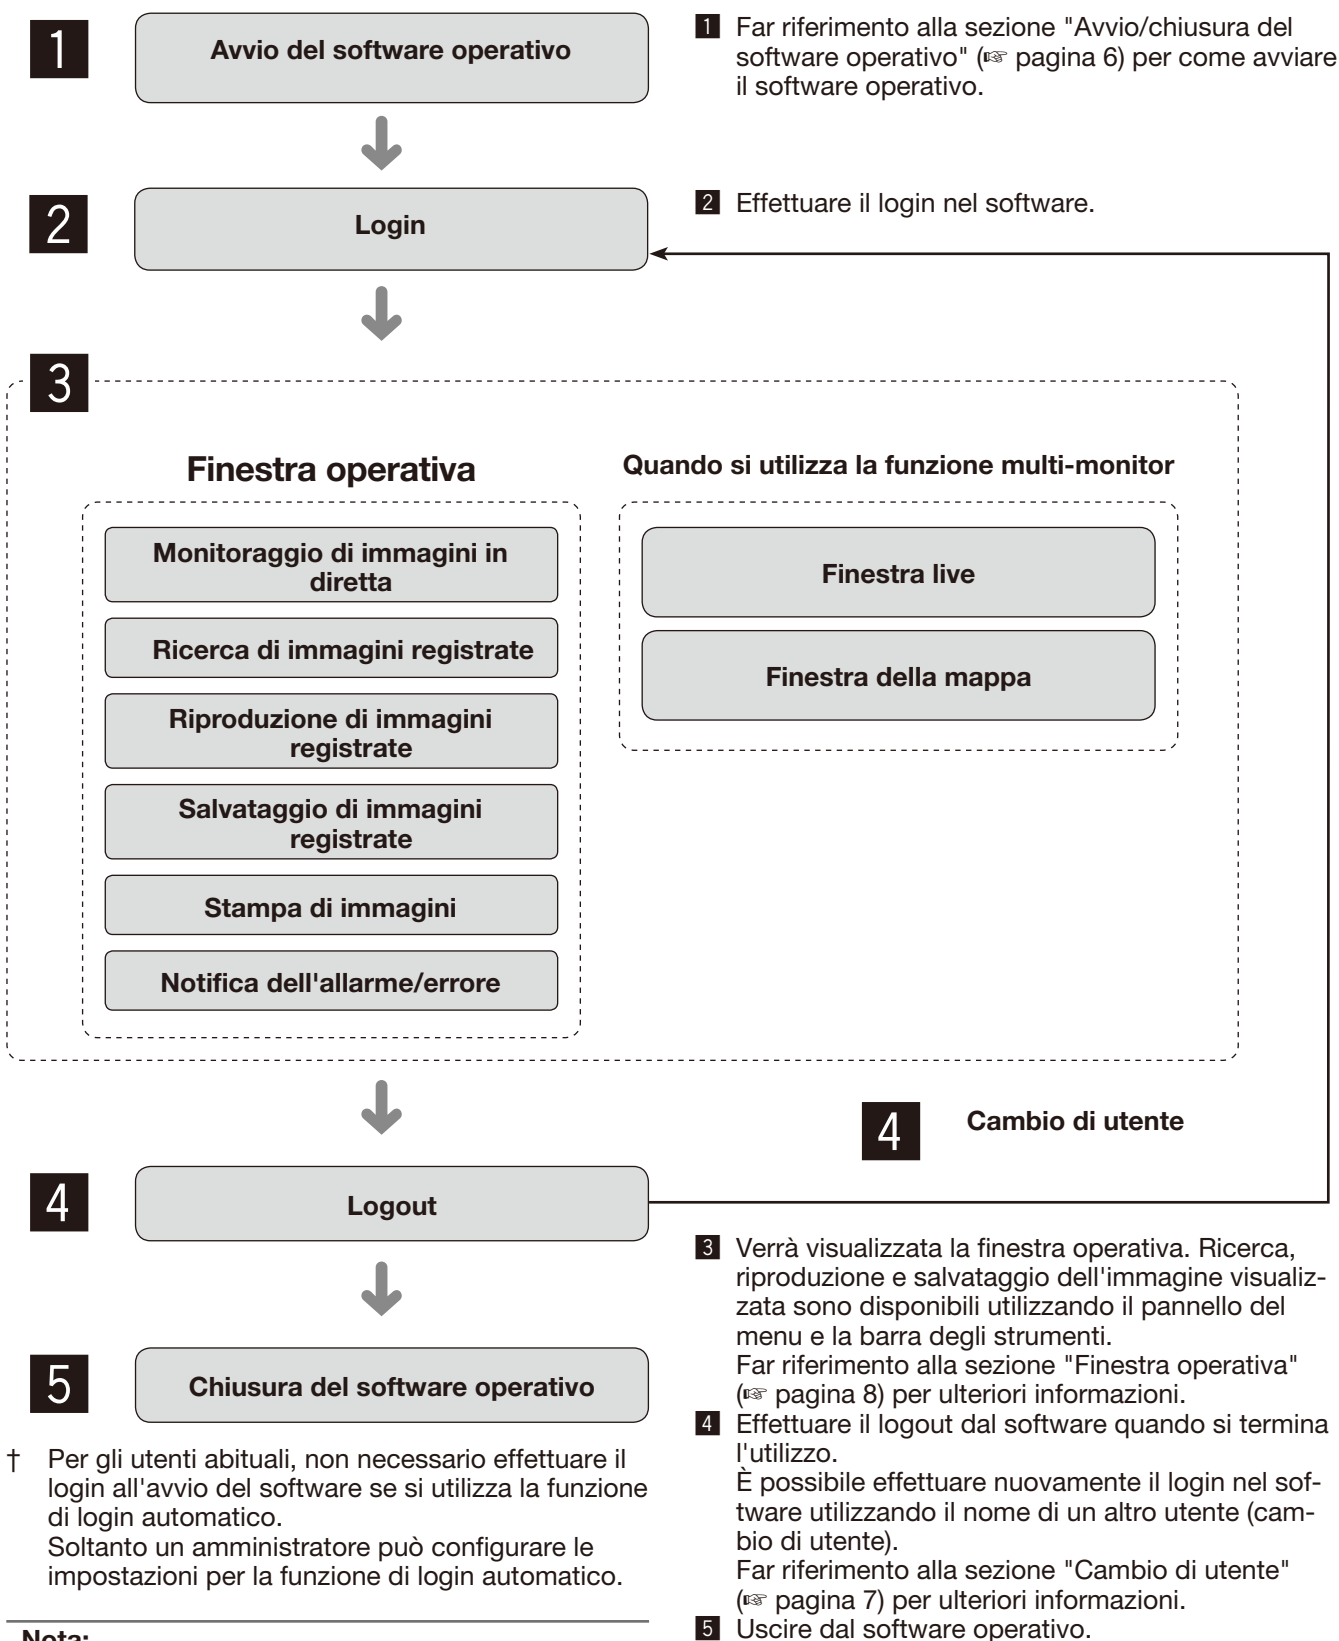 1
Avvio del software operativo
1 Far riferimento alla sezione "Avvio/chiusura del
software operativo" (☞ pagina 6) per come avviare
il software operativo.
2
Login
2 Effettuare il login nel software.
3
Finestra operativa
Monitoraggio di immagini in
diretta
Ricerca di immagini registrate
Riproduzione di immagini
registrate
Salvataggio di immagini
registrate
Stampa di immagini
Notifica dell'allarme/errore
Quando si utilizza la funzione multi-monitor
Finestra live
Finestra della mappa
4
Cambio di utente
4
Logout
5
Chiusura del software operativo
† Per gli utenti abituali, non necessario effettuare il
login all'avvio del software se si utilizza la funzione
di login automatico.
Soltanto un amministratore può configurare le
impostazioni per la funzione di login automatico.
Nota:
3 Verrà visualizzata la finestra operativa. Ricerca,
riproduzione e salvataggio dell'immagine visualiz-
zata sono disponibili utilizzando il pannello del
menu e la barra degli strumenti.
Far riferimento alla sezione "Finestra operativa"
(☞ pagina 8) per ulteriori informazioni.
4 Effettuare il logout dal software quando si termina
l'utilizzo.
È possibile effettuare nuovamente il login nel sof-
tware utilizzando il nome di un altro utente (cam-
bio di utente).
Far riferimento alla sezione "Cambio di utente"
(☞ pagina 7) per ulteriori informazioni.
5 Uscire dal software operativo.